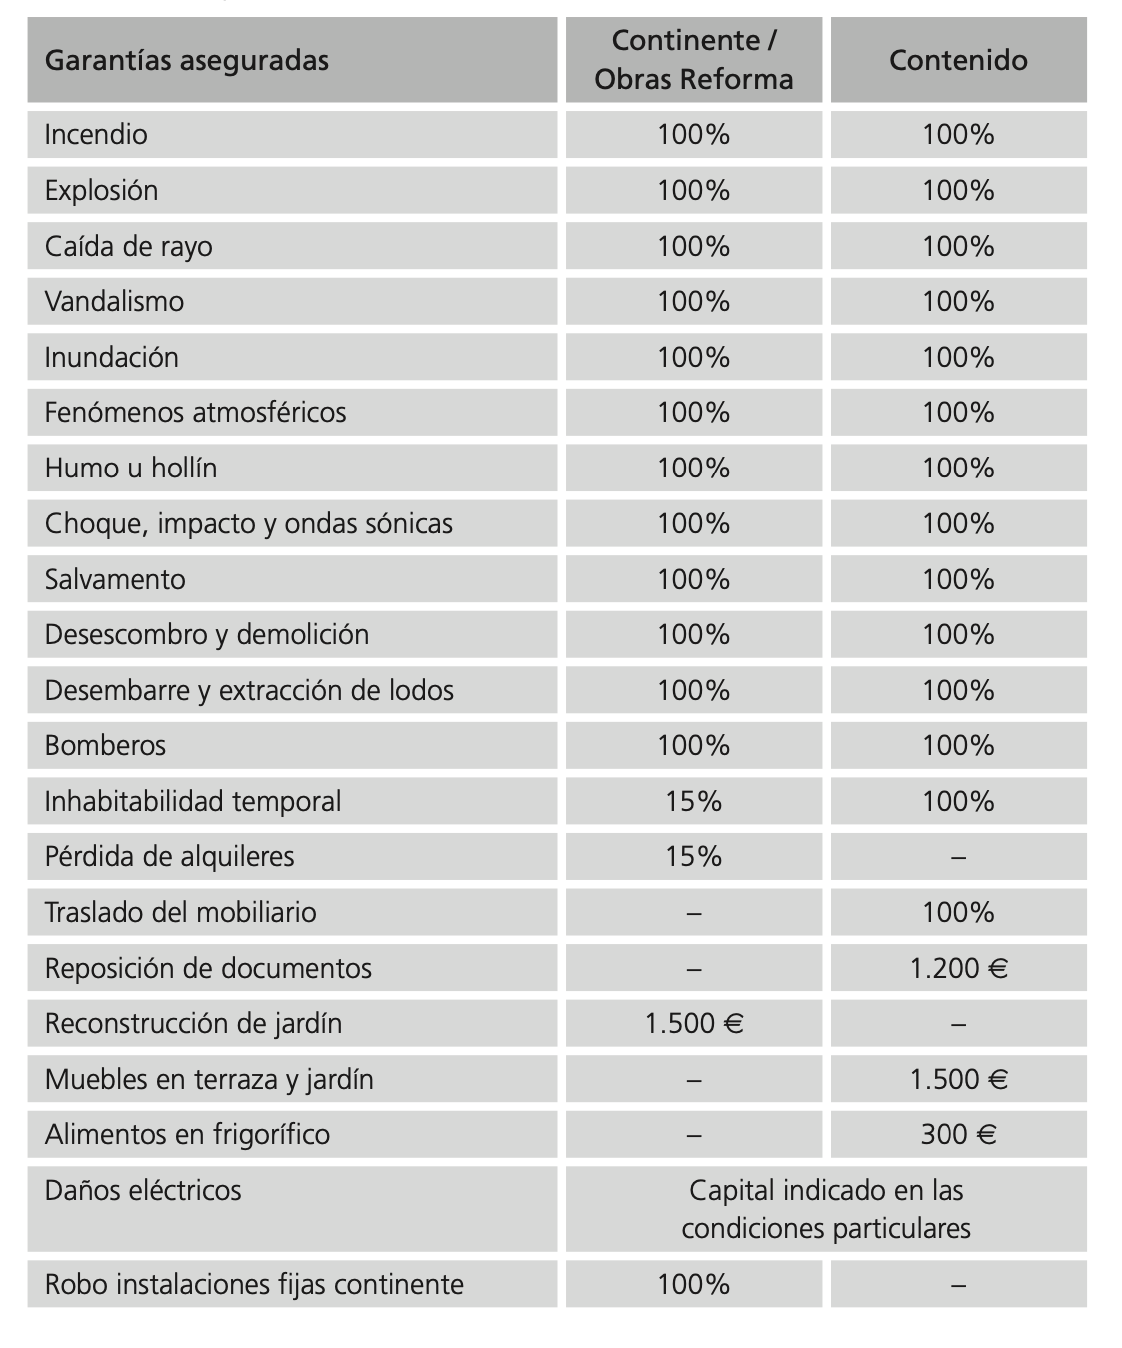 Garantías aseguradas
Continente /
Obras Reforma
Contenido
Incendio 100% 100%
Explosión 100% 100%
Caída de rayo 100% 100%
Vandalismo 100% 100%
Inundación 100% 100%
Fenómenos atmosféricos 100% 100%
Humo u hollín 100% 100%
Choque, impacto y ondas sónicas 100% 100%
Salvamento 100% 100%
Desescombro y demolición 100% 100%
Desembarre y extracción de lodos 100% 100%
Bomberos 100% 100%
Inhabitabilidad temporal 15% 100%
Pérdida de alquileres 15% –
Traslado del mobiliario – 100%
Reposición de documentos – 1.200 €
Reconstrucción de jardín 1.500 € –
Muebles en terraza y jardín – 1.500 €
Alimentos en frigorífico – 300 €
Daños eléctricos Capital indicado en las
condiciones particulares
Robo instalaciones fijas continente 100% –